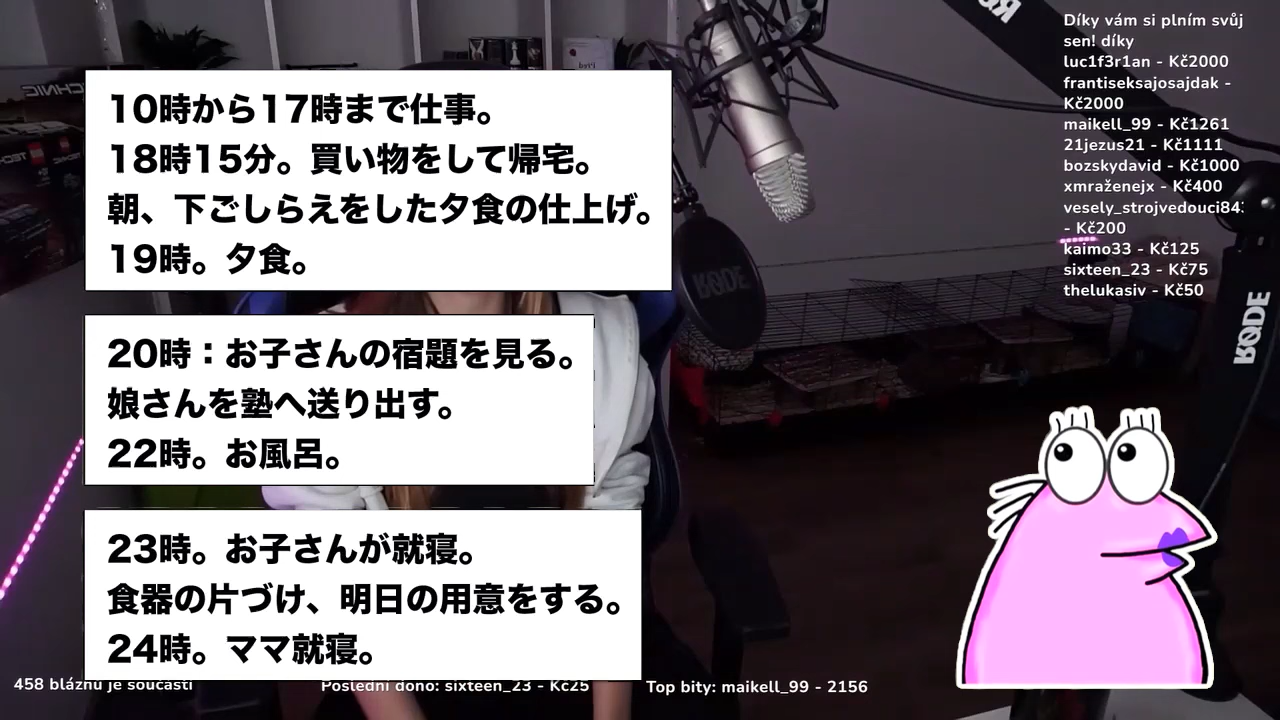 10時から17時まで仕事。
18時15分。買い物をして帰宅。
朝、下ごしらえをした夕食の仕上げ。
19時。夕食。
20時：お子さんの宿題を見る。
娘さんを塾へ送り出す。
22時。お風呂。
23時。お子さんが就寝。
食器の片づけ、明日の用意をする。
24時。ママ就寝。
Díky vám si plním svůj
sen! díky
luc1f3r1an - Kč2000
frantiseksajosajdak -
Kč2000
maikell_99 - Kč1261
21jezus21 - Kč1111
bozskydavid - Kč1000
xmraženejx - Kč400
vesely_strojvedouci84
- Kč200
kaimo33 - Kč125
sixteen_23 - Kč75
thelukasiv - Kč50
RØDE
RØDE
RØDE
TECHNIC
458 bláznů je součástí
Poslední dono: sixteen_23 - Kč25
Top bity: maikell_99 - 2156